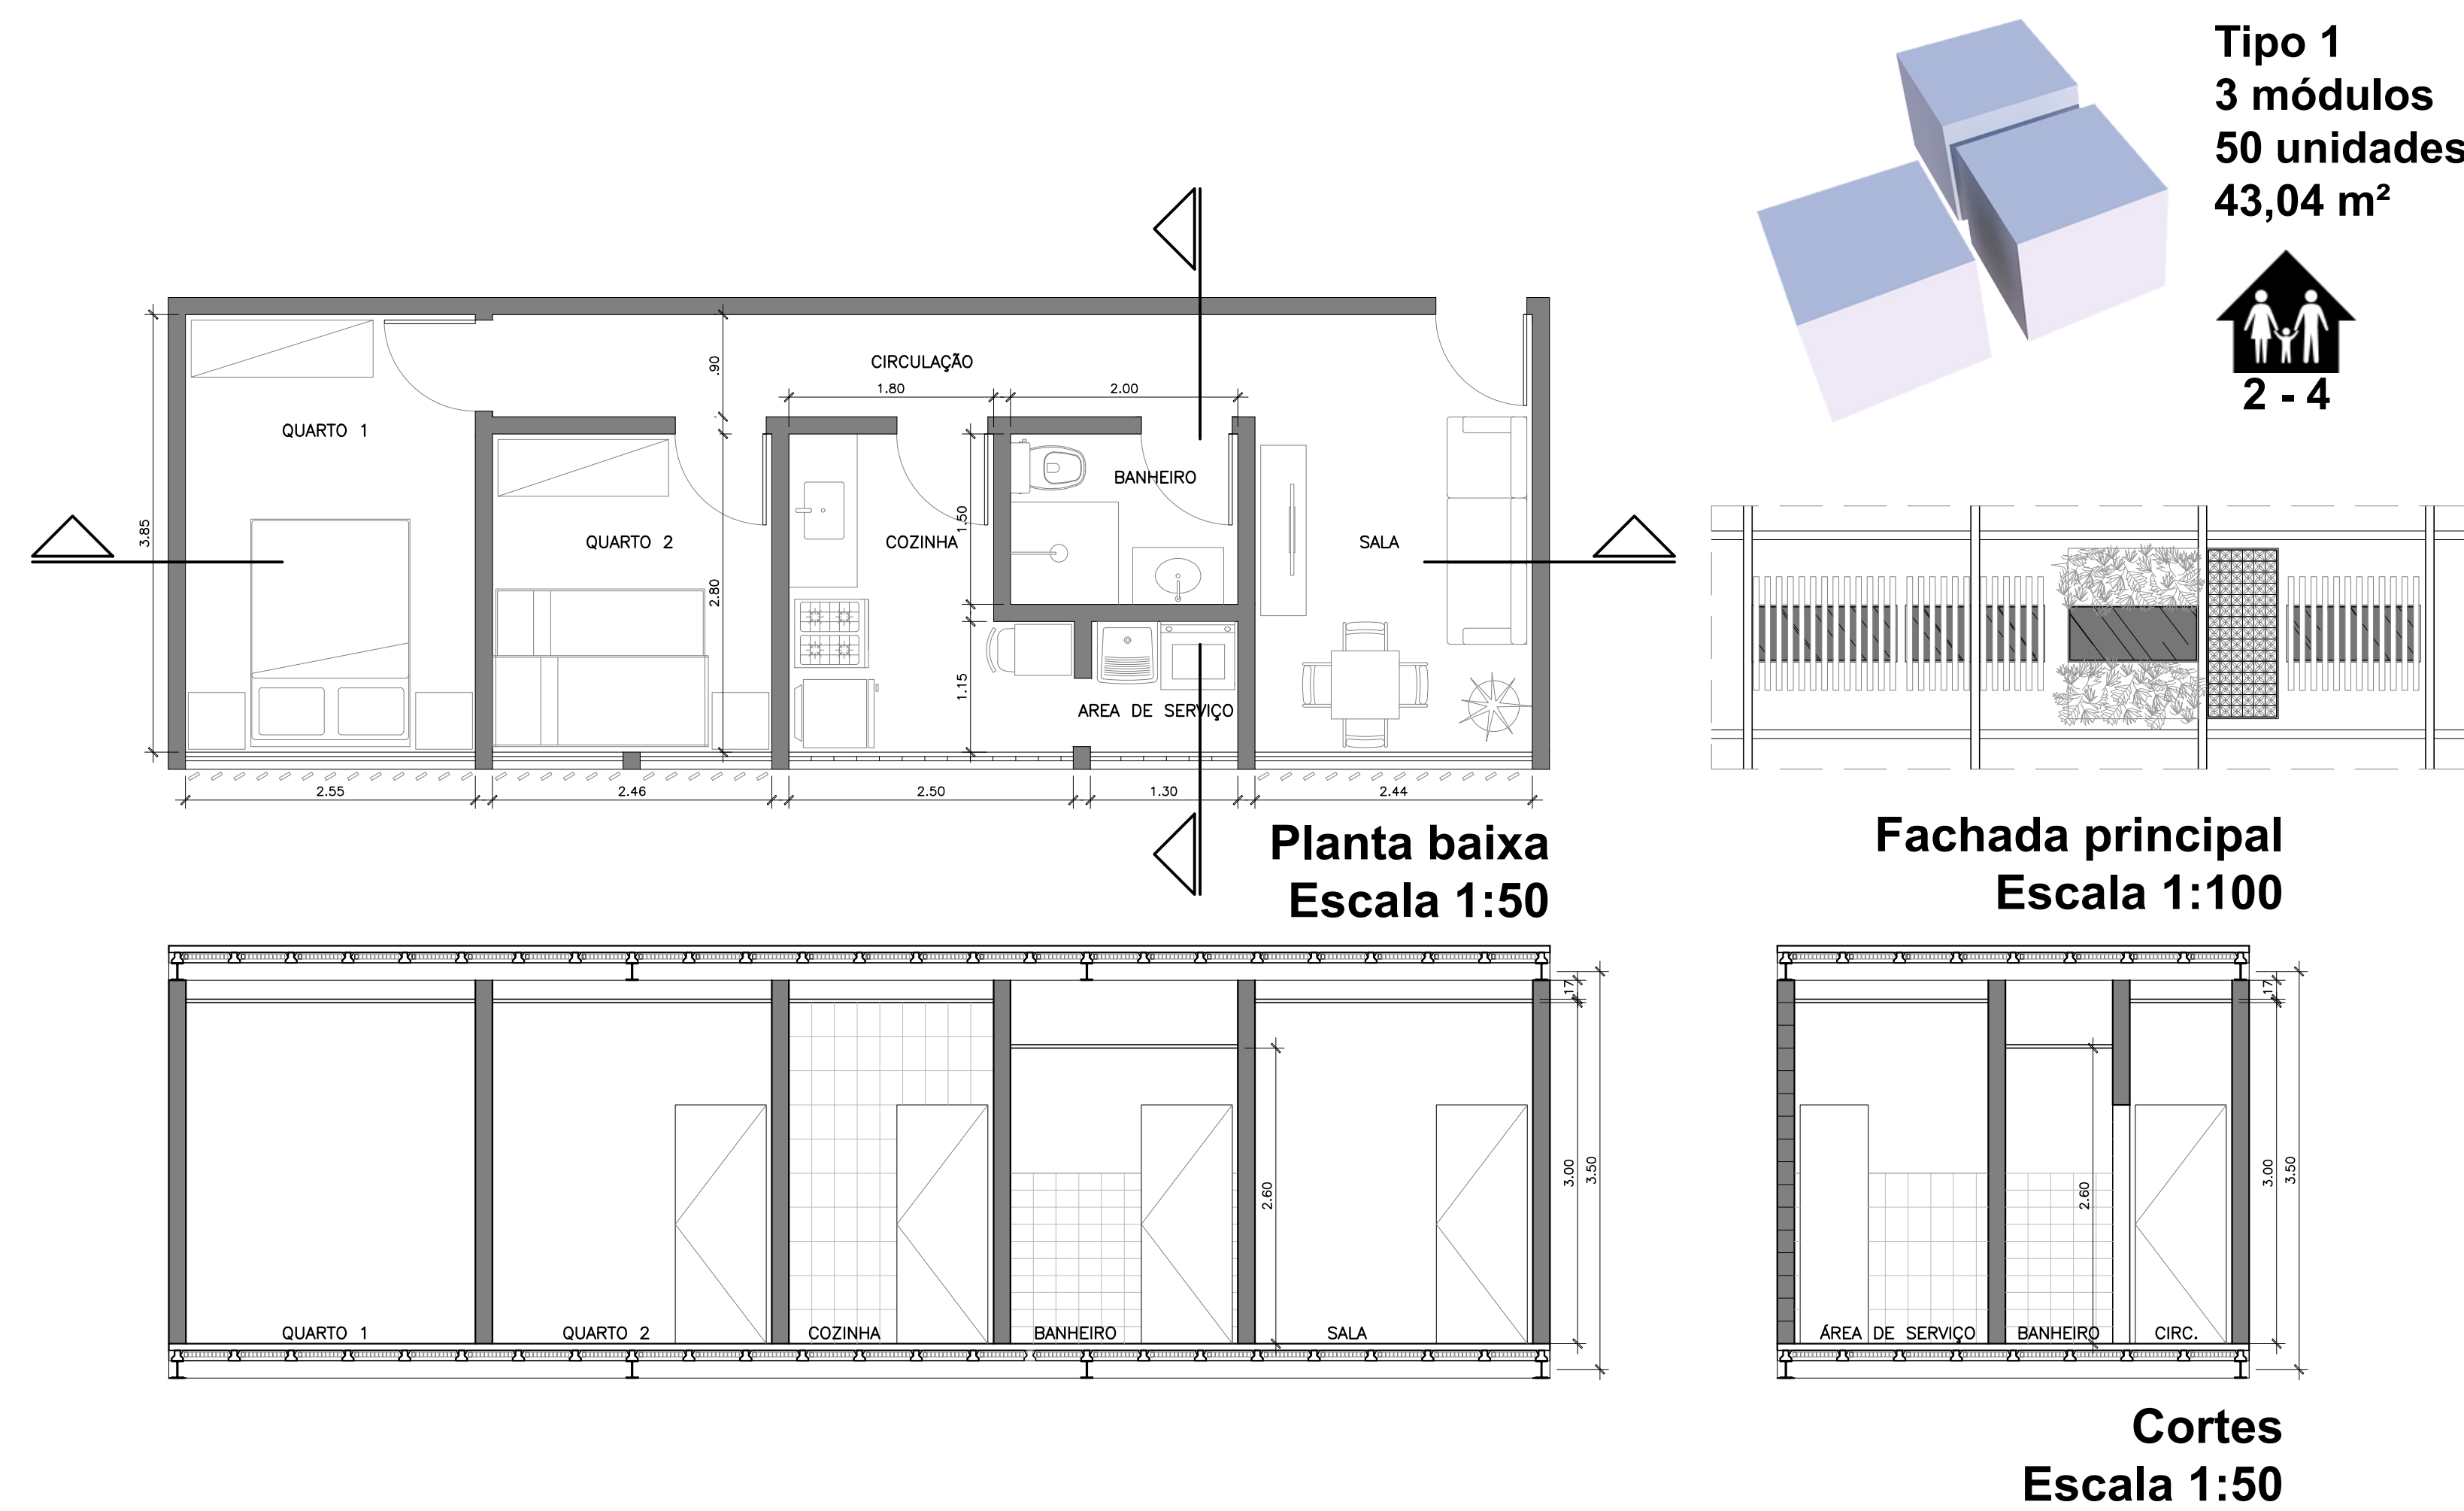 Tipo 1
3 módulos
50 unidades
43,04 m²
2 - 4
CIRCULAÇÃO
.90
1.80
2.00
QUARTO 1
BANHEIRO
3.85
QUARTO 2
COZINHA
1.50
SALA
2.80
1.15
AREA DE SERVIÇO
2.55
2.46
2.50
1.30
2.44
Planta baixa
Escala 1:50
Fachada principal
Escala 1:100
17
3.00
3.50
2.60
QUARTO 1
QUARTO 2
COZINHA
BANHEIRO
SALA
17
3.00
3.50
2.60
ÁREA DE SERVIÇO
BANHEIRO
CIRC.
Cortes
Escala 1:50